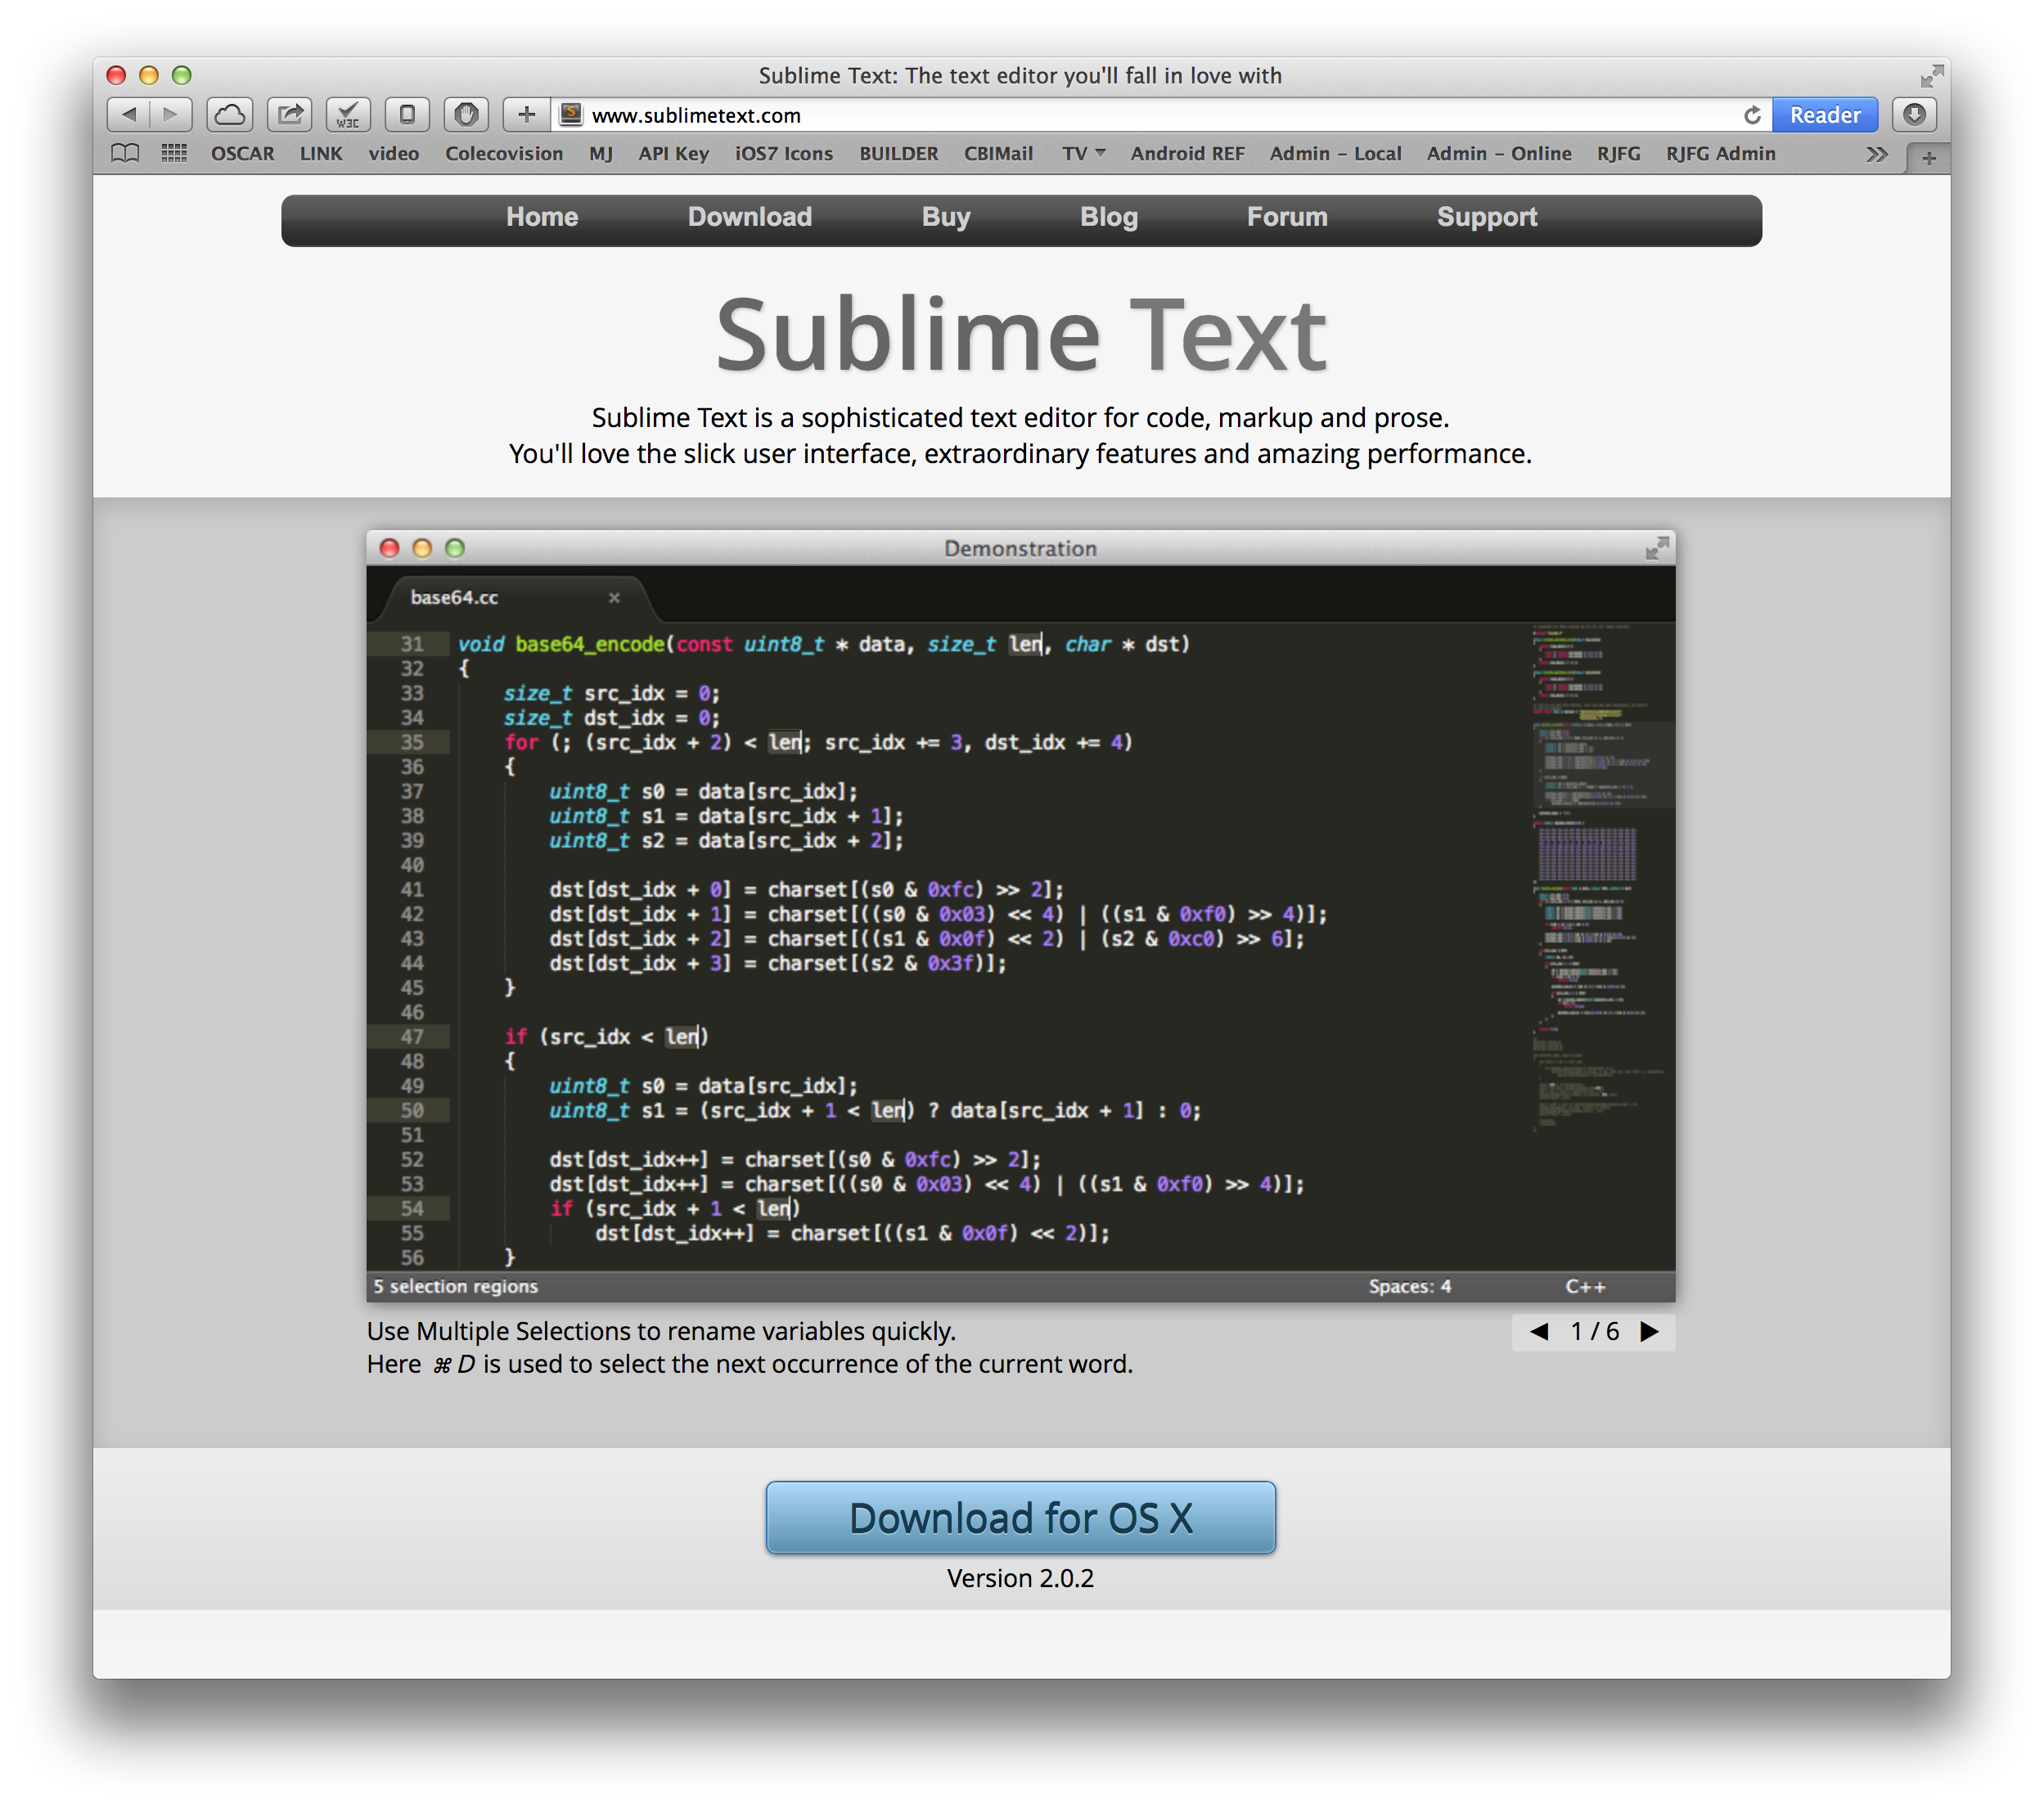 Sublime Text: The text editor you'll fall in love with
W3C
www.sublimetext.com
Reader
OSCAR LINK video Colecovision MJ API Key iOS7 Icons BUILDER CBIMail TV Android REF Admin – Local Admin – Online RJFG RJFG Admin
Home Download Buy Blog Forum Support
Sublime Text
Sublime Text is a sophisticated text editor for code, markup and prose.
You'll love the slick user interface, extraordinary features and amazing performance.
Demonstration
base64.cc ×
31 void base64_encode(const uint8_t * data, size_t len, char * dst)
32 {
33     size_t src_idx = 0;
34     size_t dst_idx = 0;
35     for (; (src_idx + 2) < len; src_idx += 3, dst_idx += 4)
36     {
37         uint8_t s0 = data[src_idx];
38         uint8_t s1 = data[src_idx + 1];
39         uint8_t s2 = data[src_idx + 2];
40
41         dst[dst_idx + 0] = charset[(s0 & 0xfc) >> 2];
42         dst[dst_idx + 1] = charset[((s0 & 0x03) << 4) | ((s1 & 0xf0) >> 4)];
43         dst[dst_idx + 2] = charset[((s1 & 0x0f) << 2) | (s2 & 0xc0) >> 6];
44         dst[dst_idx + 3] = charset[(s2 & 0x3f)];
45     }
46
47     if (src_idx < len)
48     {
49         uint8_t s0 = data[src_idx];
50         uint8_t s1 = (src_idx + 1 < len) ? data[src_idx + 1] : 0;
51
52         dst[dst_idx++] = charset[(s0 & 0xfc) >> 2];
53         dst[dst_idx++] = charset[((s0 & 0x03) << 4) | ((s1 & 0xf0) >> 4)];
54         if (src_idx + 1 < len)
55             dst[dst_idx++] = charset[((s1 & 0x0f) << 2)];
56     }
5 selection regions Spaces: 4 C++
Use Multiple Selections to rename variables quickly.
Here ⌘ D is used to select the next occurrence of the current word.
◀ 1 / 6 ▶
Download for OS X
Version 2.0.2